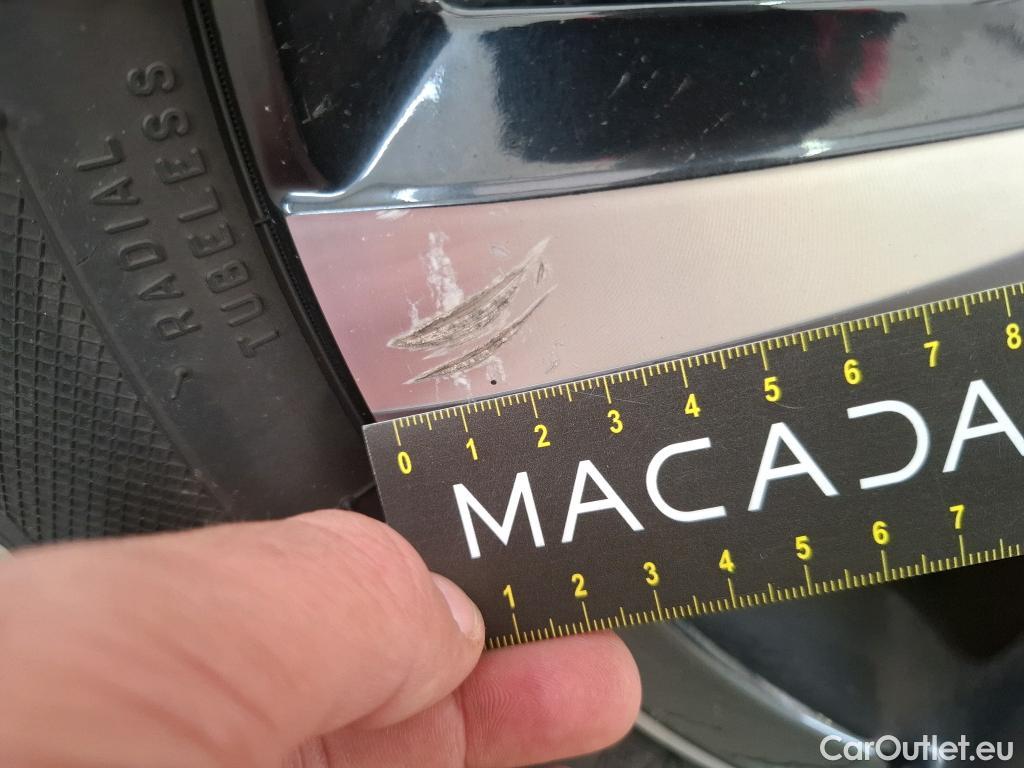 RADIAL
TUBELESS
0 1 2 3 4 5 6 7 8
MACADA
1 2 3 4 5 6 7
CarOutlet.eu